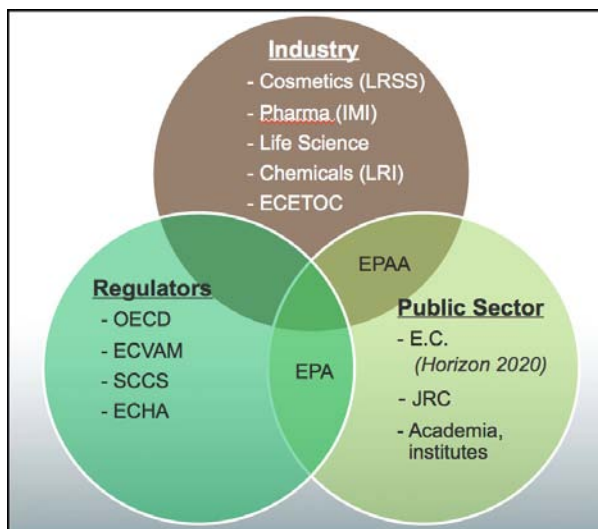 Industry
- Cosmetics (LRSS)
- Pharma (IMI)
- Life Science
- Chemicals (LRI)
- ECETOC
EPAA
Regulators
- OECD
- ECVAM
- SCCS
- ECHA
EPA
Public Sector
- E.C.
(Horizon 2020)
- JRC
- Academia,
institutes